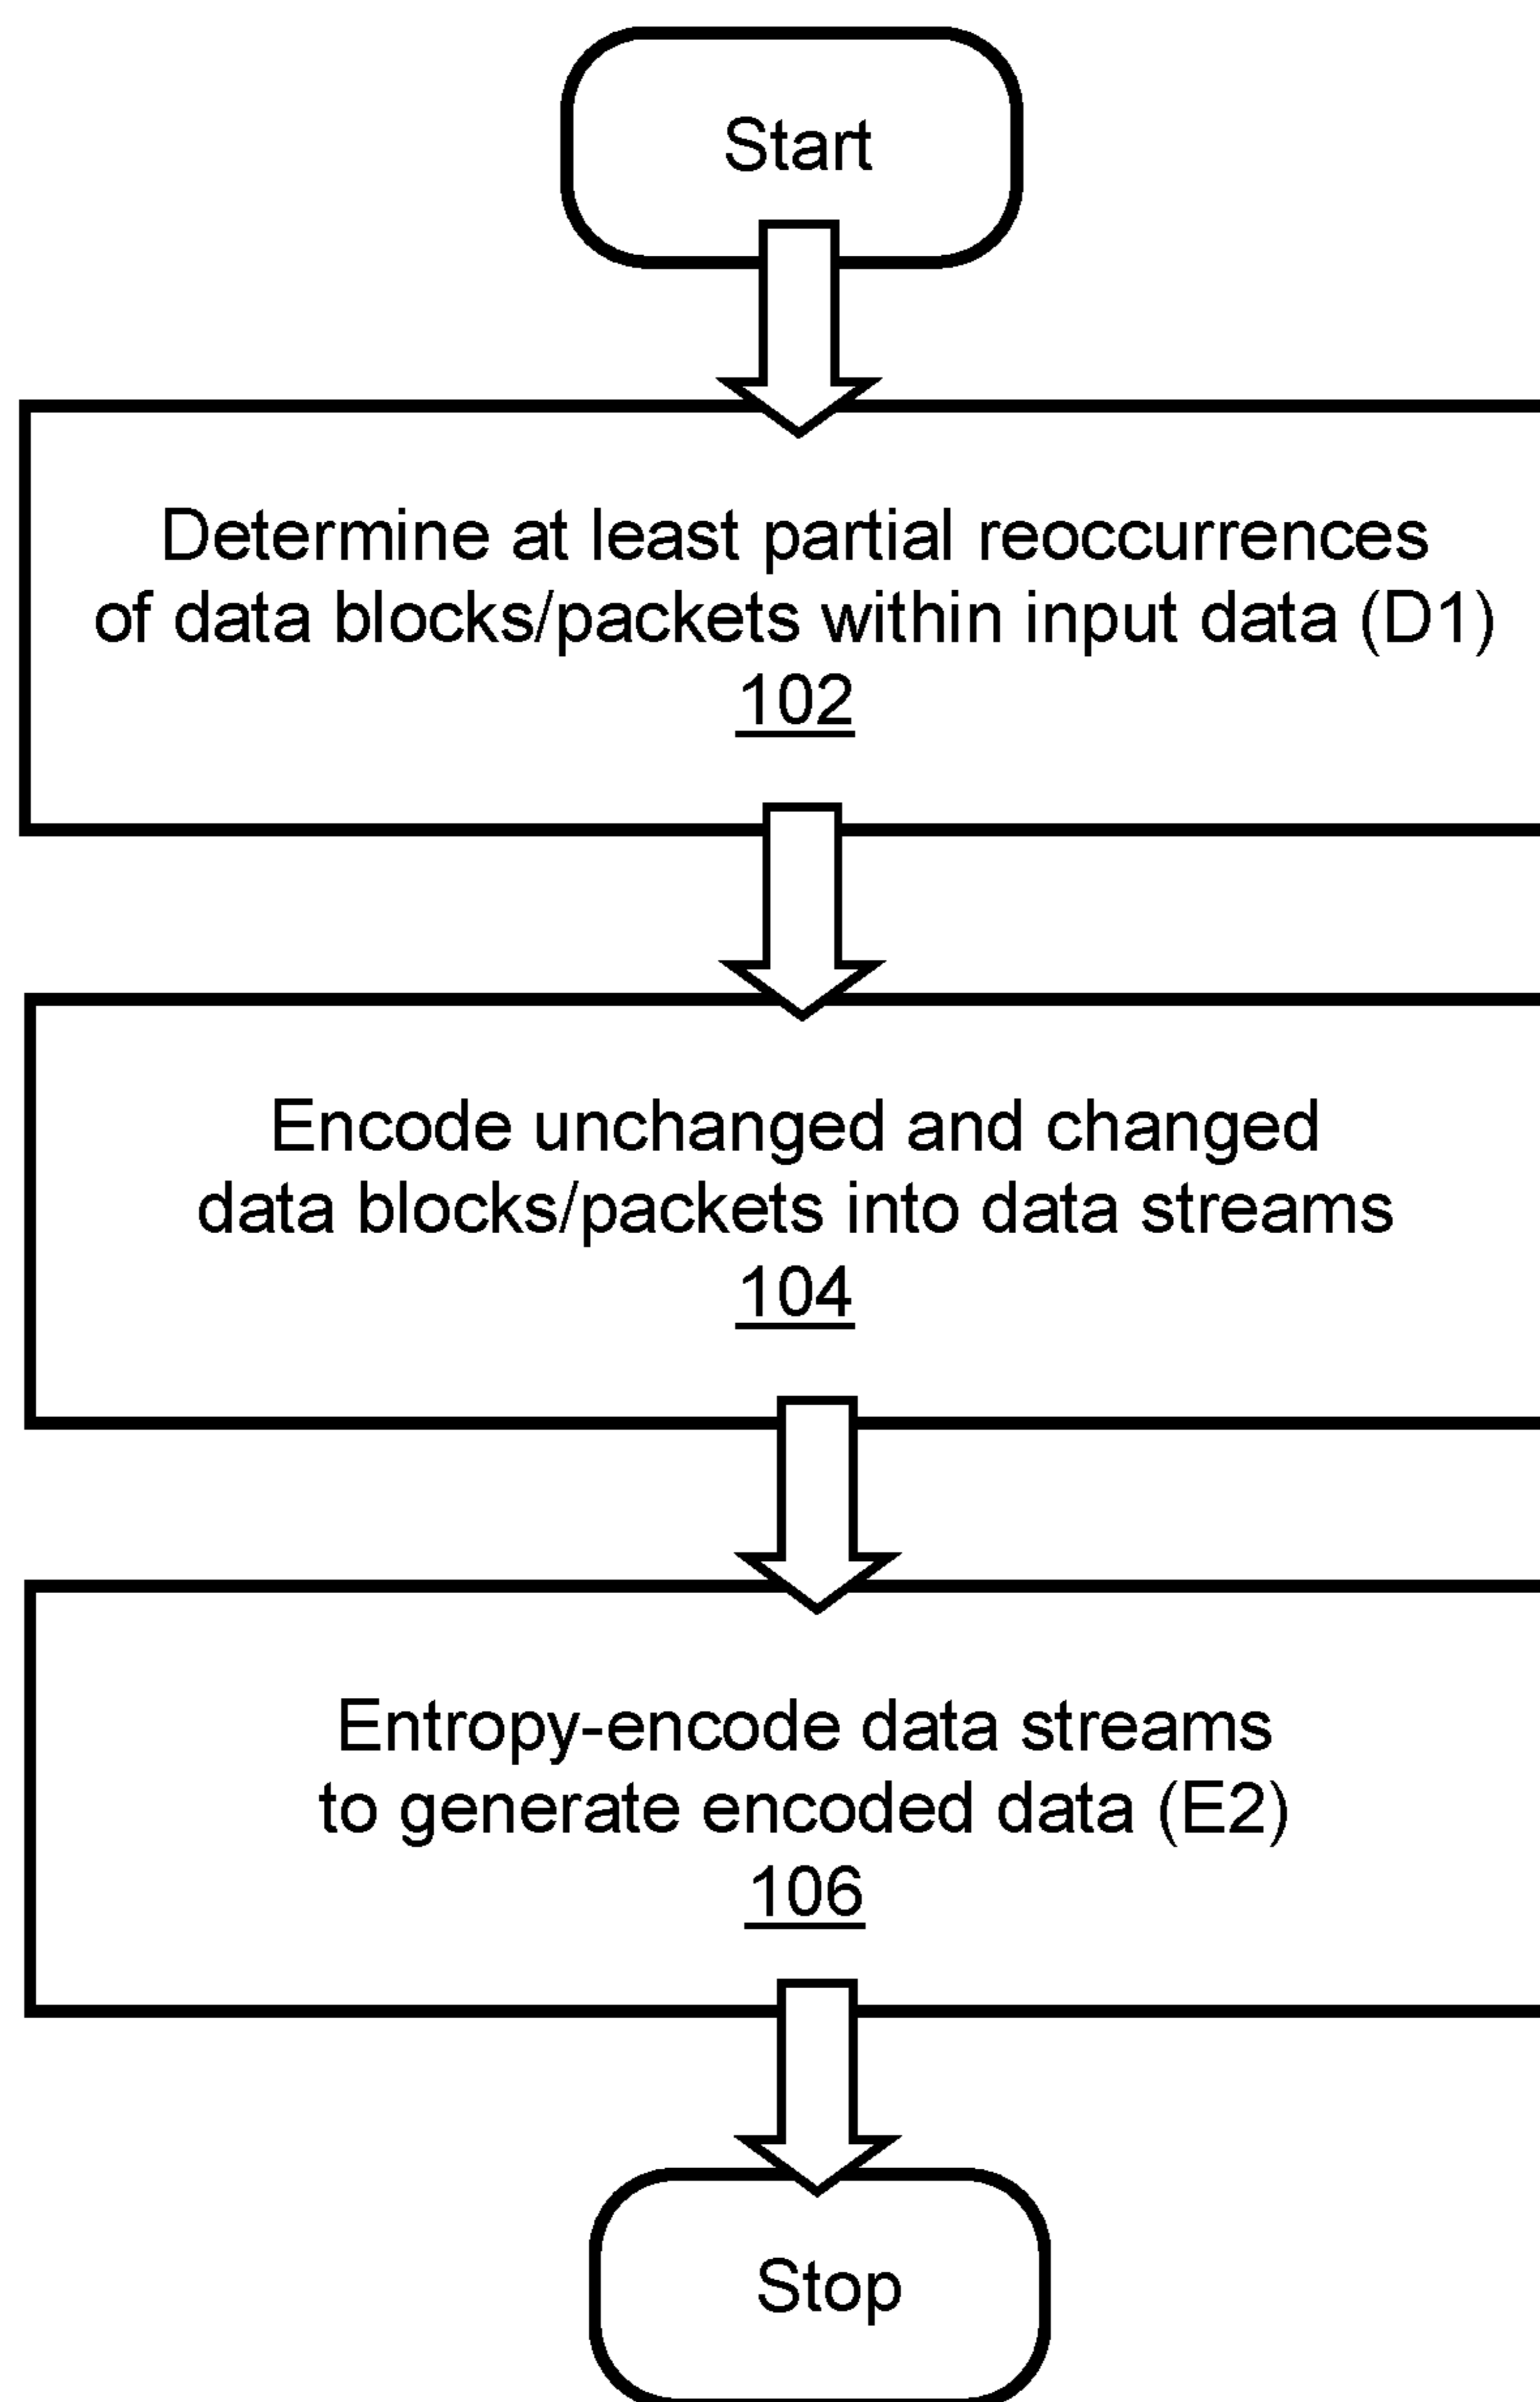 Start
Determine at least partial reoccurrences
of data blocks/packets within input data (D1)
102
Encode unchanged and changed
data blocks/packets into data streams
104
Entropy-encode data streams
to generate encoded data (E2)
106
Stop